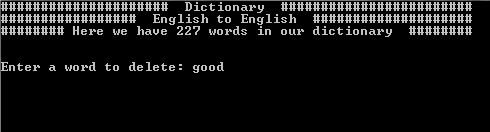 ##################### Dictionary ########################
################# English to English ####################
######## Here we have 227 words in our dictionary ########
Enter a word to delete: good